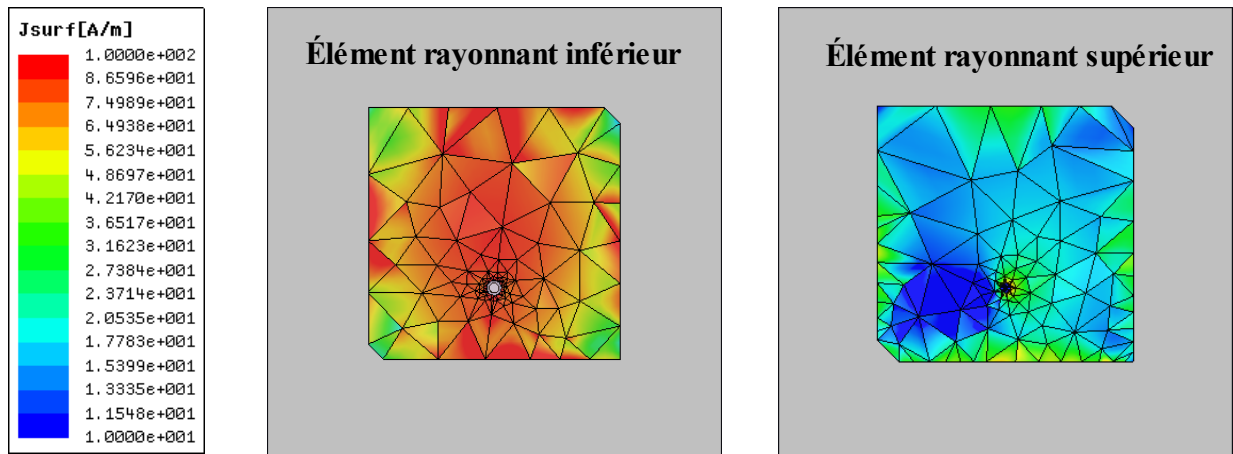 Jsurf[A/m]
1.0000e+002
8.6596e+001
7.4989e+001
6.4938e+001
5.6234e+001
4.8697e+001
4.2170e+001
3.6517e+001
3.1623e+001
2.7384e+001
2.3714e+001
2.0535e+001
1.7783e+001
1.5399e+001
1.3335e+001
1.1548e+001
1.0000e+001
Élément rayonnant inférieur
Élément rayonnant supérieur